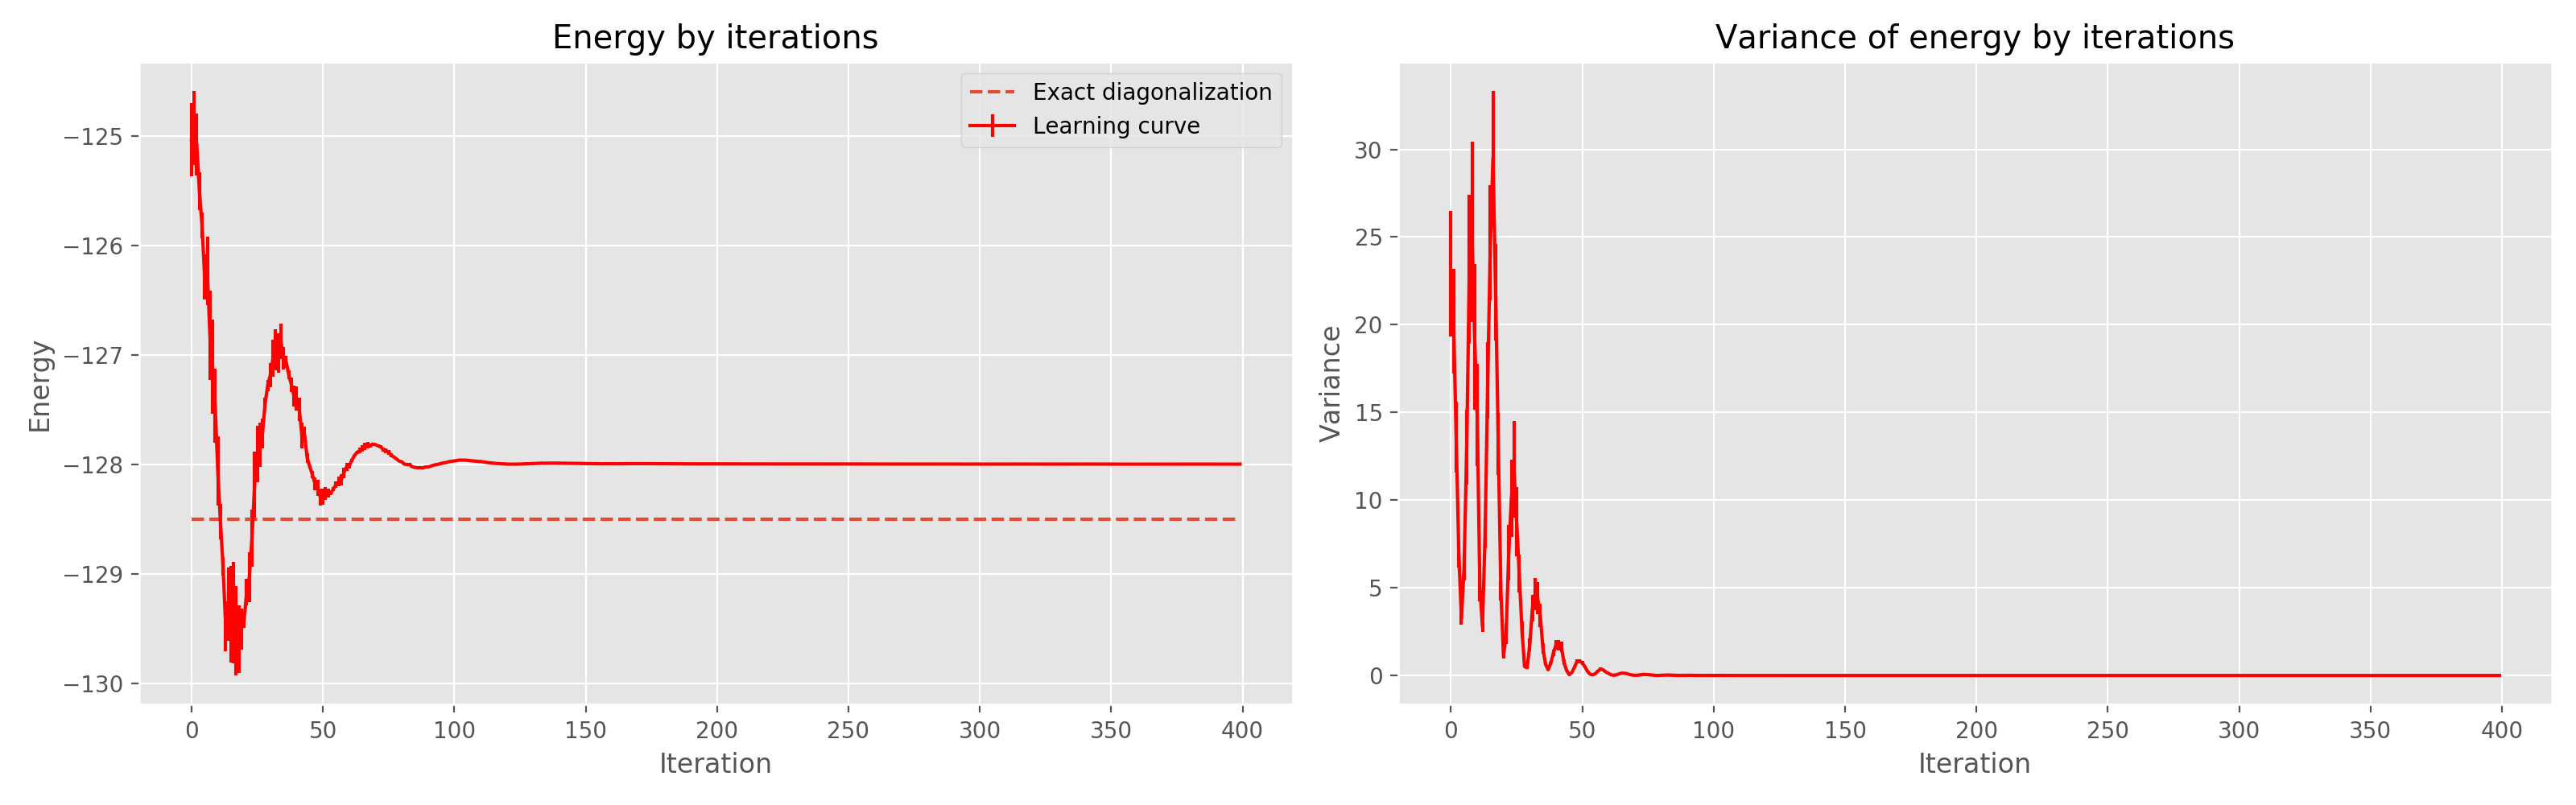 Energy by iterations
Exact diagonalization
Learning curve
−125
−126
−127
−128
−129
−130
Energy
0 50 100 150 200 250 300 350 400
Iteration
Variance of energy by iterations
30
25
20
15
10
5
0
Variance
0 50 100 150 200 250 300 350 400
Iteration